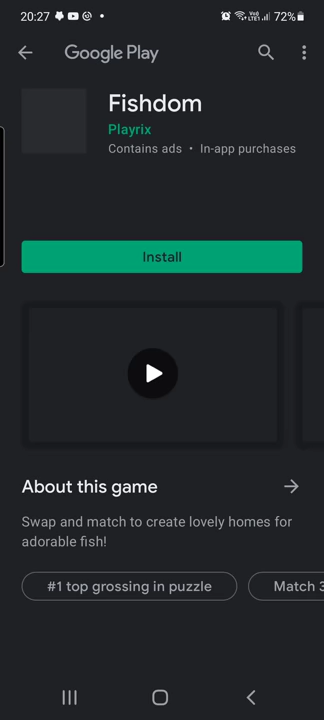 20:27
72%
Google Play
Fishdom
Playrix
Contains ads • In-app purchases
Install
About this game
Swap and match to create lovely homes for
adorable fish!
#1 top grossing in puzzle
Match 3